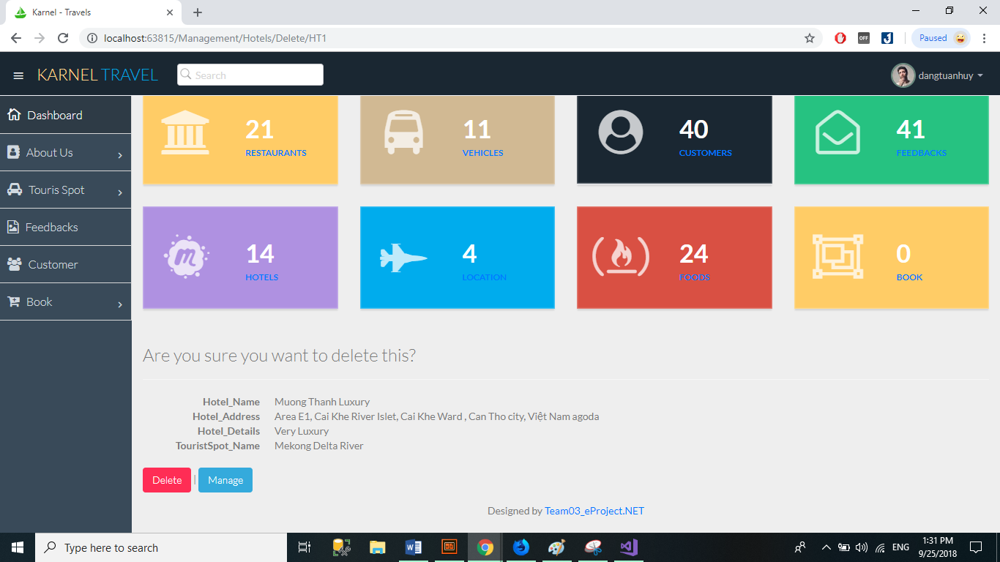 Karnel - Travels
localhost:63815/Management/Hotels/Delete/HT1
OFF
Paused
KARNEL TRAVEL
Search
dangtuanhuy
Dashboard
About Us
Touris Spot
Feedbacks
Customer
Book
21
RESTAURANTS
11
VEHICLES
40
CUSTOMERS
41
FEEDBACKS
14
HOTELS
4
LOCATION
24
FOODS
0
BOOK
Are you sure you want to delete this?
Hotel_Name Muong Thanh Luxury
Hotel_Address Area E1, Cai Khe River Islet, Cai Khe Ward , Can Tho city, Việt Nam agoda
Hotel_Details Very Luxury
TouristSpot_Name Mekong Delta River
Delete | Manage
Designed by Team03_eProject.NET
Type here to search
ENG
1:31 PM
9/25/2018